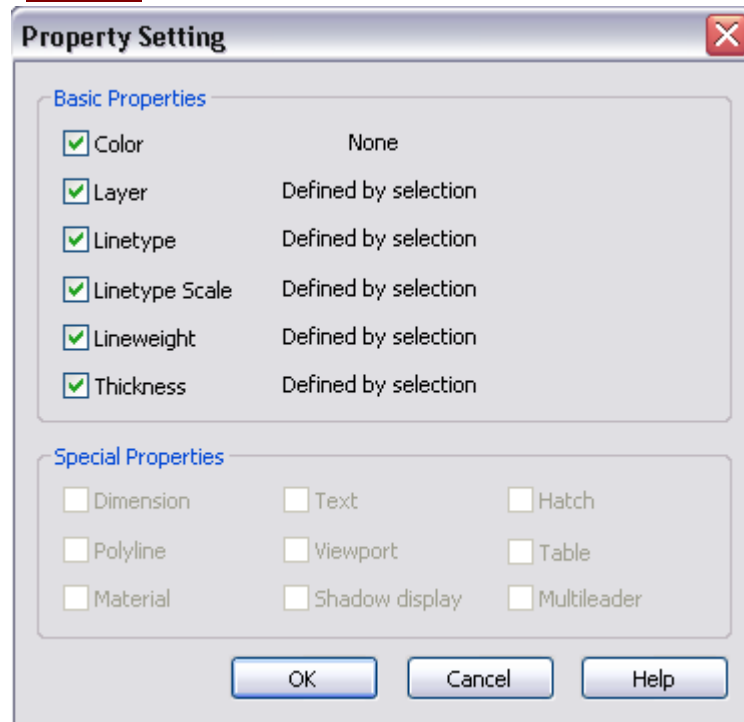 Property Setting
Basic Properties
Color None
Layer Defined by selection
Linetype Defined by selection
Linetype Scale Defined by selection
Lineweight Defined by selection
Thickness Defined by selection
Special Properties
Dimension Text Hatch
Polyline Viewport Table
Material Shadow display Multileader
OK Cancel Help